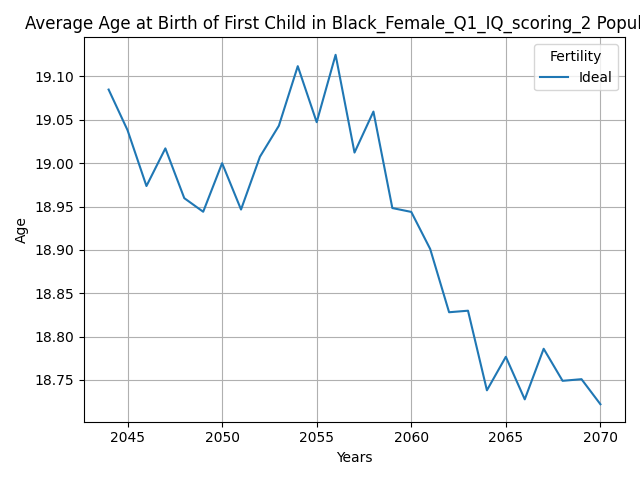 Average Age at Birth of First Child in Black_Female_Q1_IQ_scoring_2 Popul
Fertility
Ideal
19.10
19.05
19.00
18.95
18.90
18.85
18.80
18.75
Age
2045 2050 2055 2060 2065 2070
Years